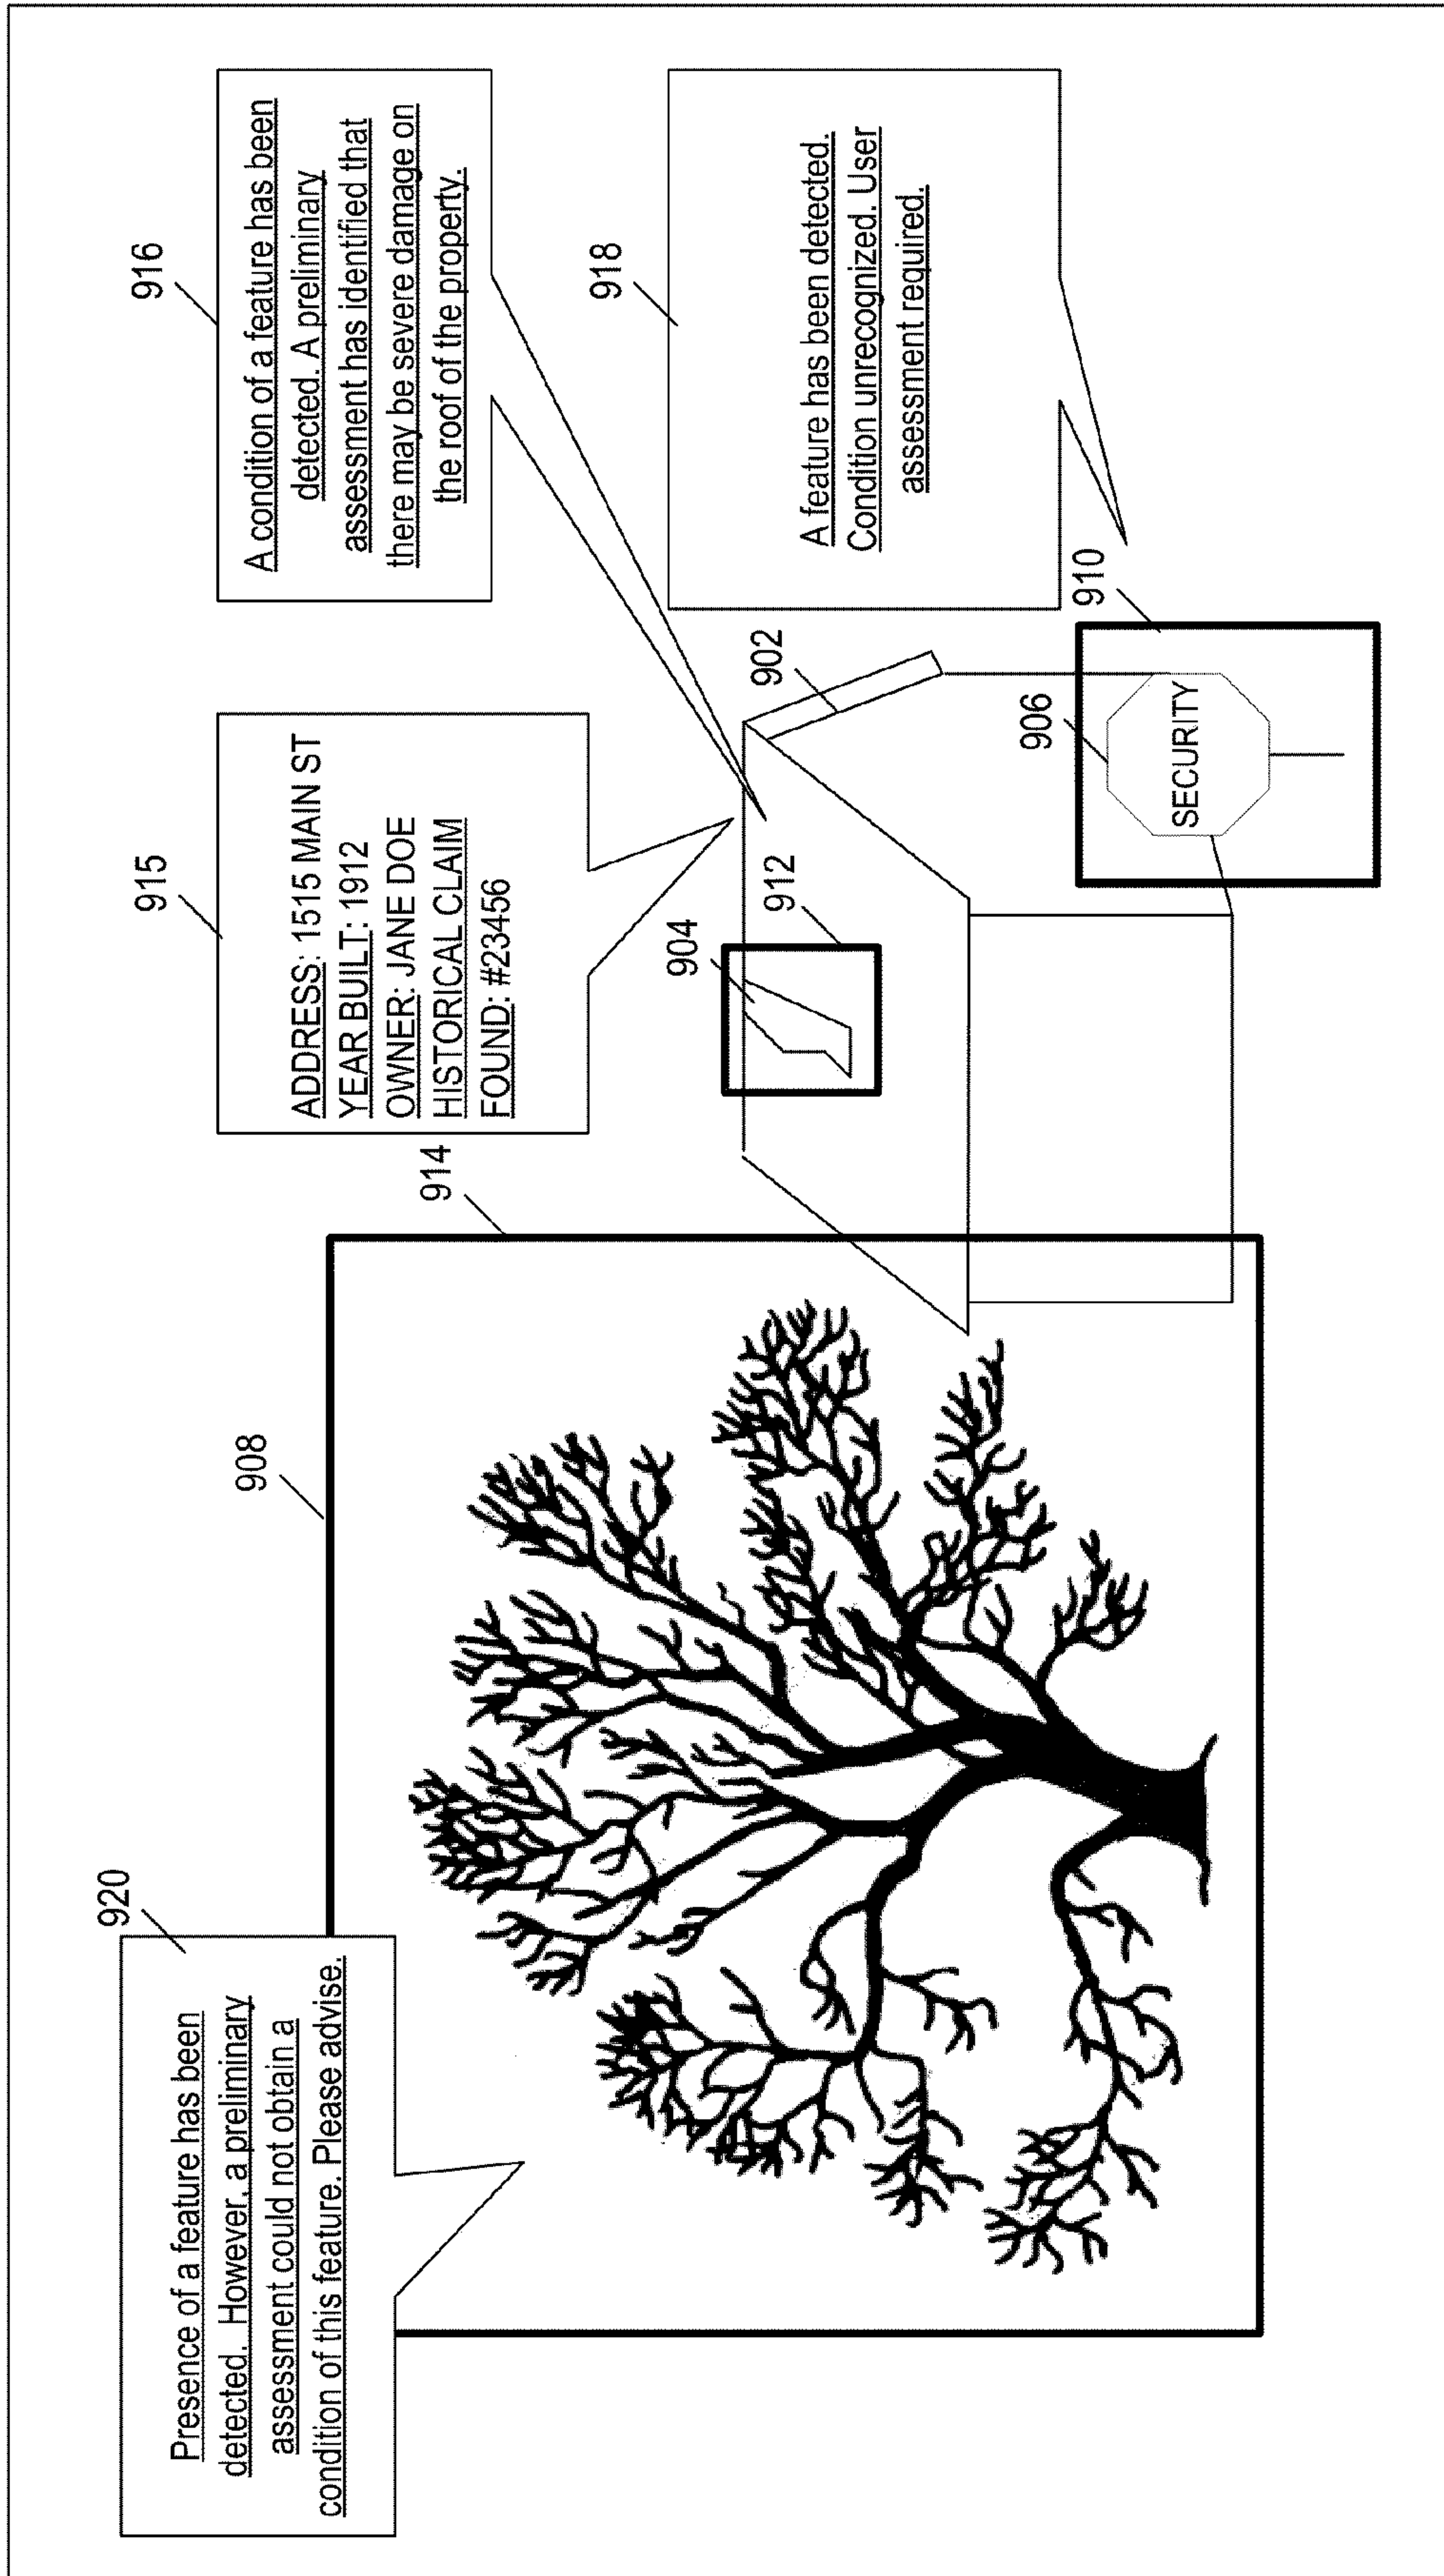 920
Presence of a feature has been
detected. However, a preliminary
assessment could not obtain a
condition of this feature. Please advise.
908
914
915
ADDRESS: 1515 MAIN ST
YEAR BUILT: 1912
OWNER: JANE DOE
HISTORICAL CLAIM
FOUND: #23456
916
A condition of a feature has been
detected. A preliminary
assessment has identified that
there may be severe damage on
the roof of the property.
904
912
902
918
A feature has been detected.
Condition unrecognized. User
assessment required.
906
910
SECURITY